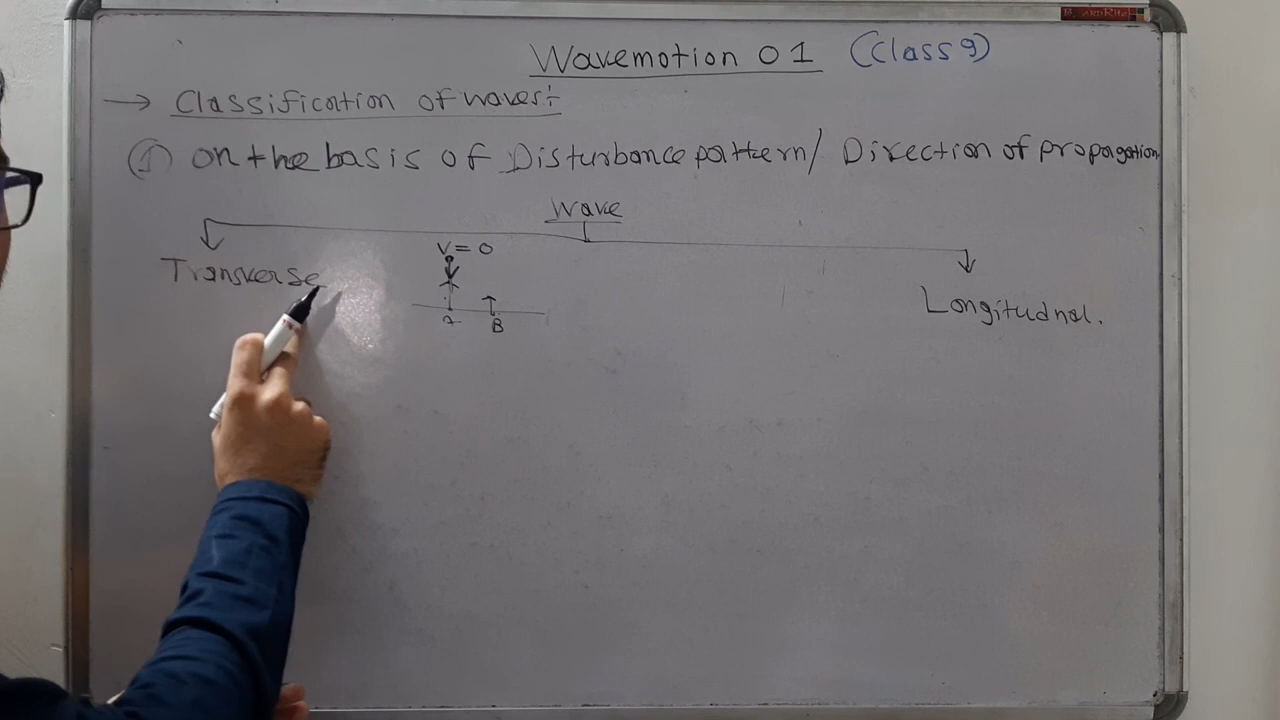 Wavemotion 01 (Class 9)
→ Classification of waves:-
① on the basis of Disturbance pattern/ Direction of propagation
Wave
Transverse
V = 0
B
Longitudnal.